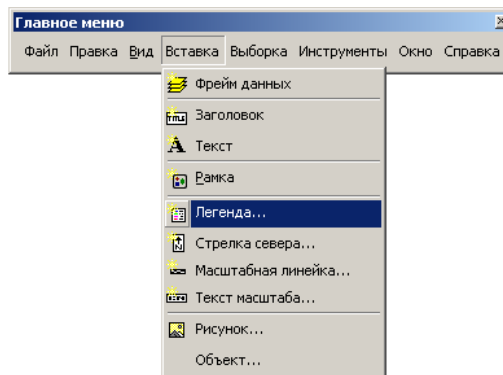 Главное меню
Файл Правка Вид Вставка Выборка Инструменты Окно Справка
Фрейм данных
TITLE Заголовок
A Текст
Рамка
Легенда...
N Стрелка севера...
Масштабная линейка...
Текст масштаба...
Рисунок...
Объект...